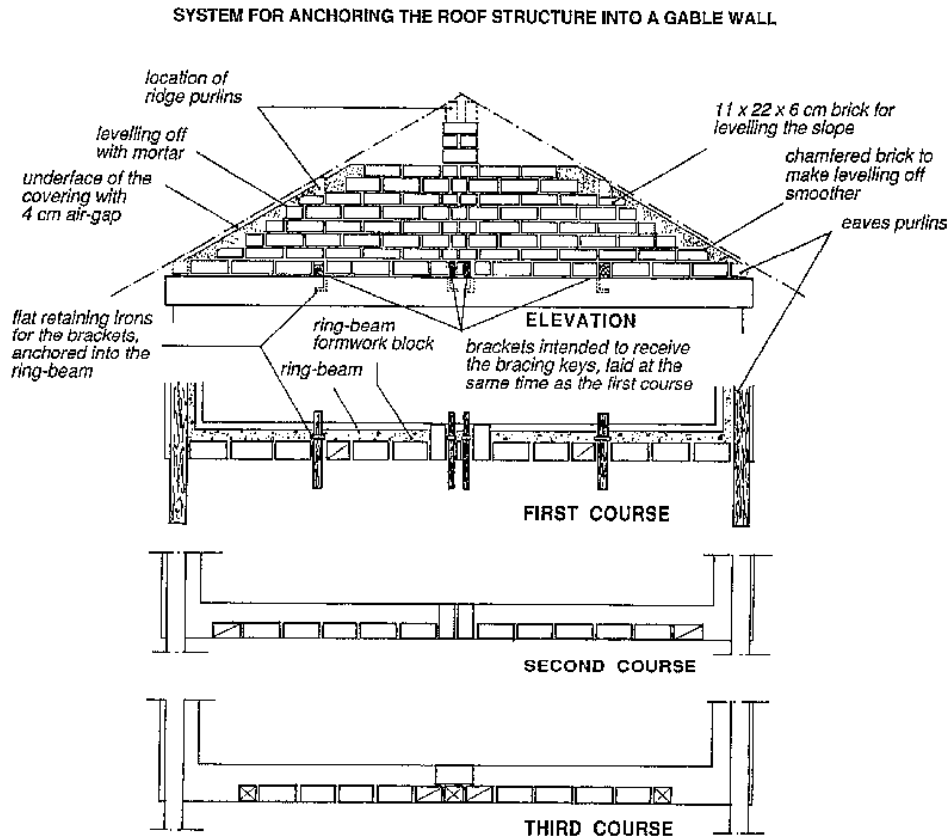 SYSTEM FOR ANCHORING THE ROOF STRUCTURE INTO A GABLE WALL
location of
ridge purlins
levelling off
with mortar
underface of the
covering with
4 cm air-gap
11 x 22 x 6 cm brick for
levelling the slope
chamfered brick to
make levelling off
smoother
eaves purlins
flat retaining irons
for the brackets,
anchored into the
ring-beam
ring-beam
formwork block
ring-beam
ELEVATION
brackets intended to receive
the bracing keys, laid at the
same time as the first course
FIRST COURSE
SECOND COURSE
THIRD COURSE